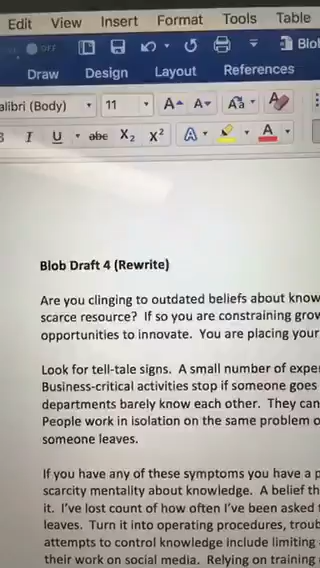 Edit View Insert Format Tools Table
OFF
Draw Design Layout References
(Body) 11 A A Aa A
I U abc X2 X2 A A
Blob Draft 4 (Rewrite)
Are you clinging to outdated beliefs about
scarce resource? If so you are constraining
opportunities to innovate. You are placing your
Look for tell-tale signs. A small number of
Business-critical activities stop if someone goes
departments barely know each other. They can
People work in isolation on the same problem
someone leaves.
If you have any of these symptoms you have a
scarcity mentality about knowledge. A belief
it. I've lost count of how often I've been asked
leaves. Turn it into operating procedures,
attempts to control knowledge include limiting
their work on social media. Relying on training